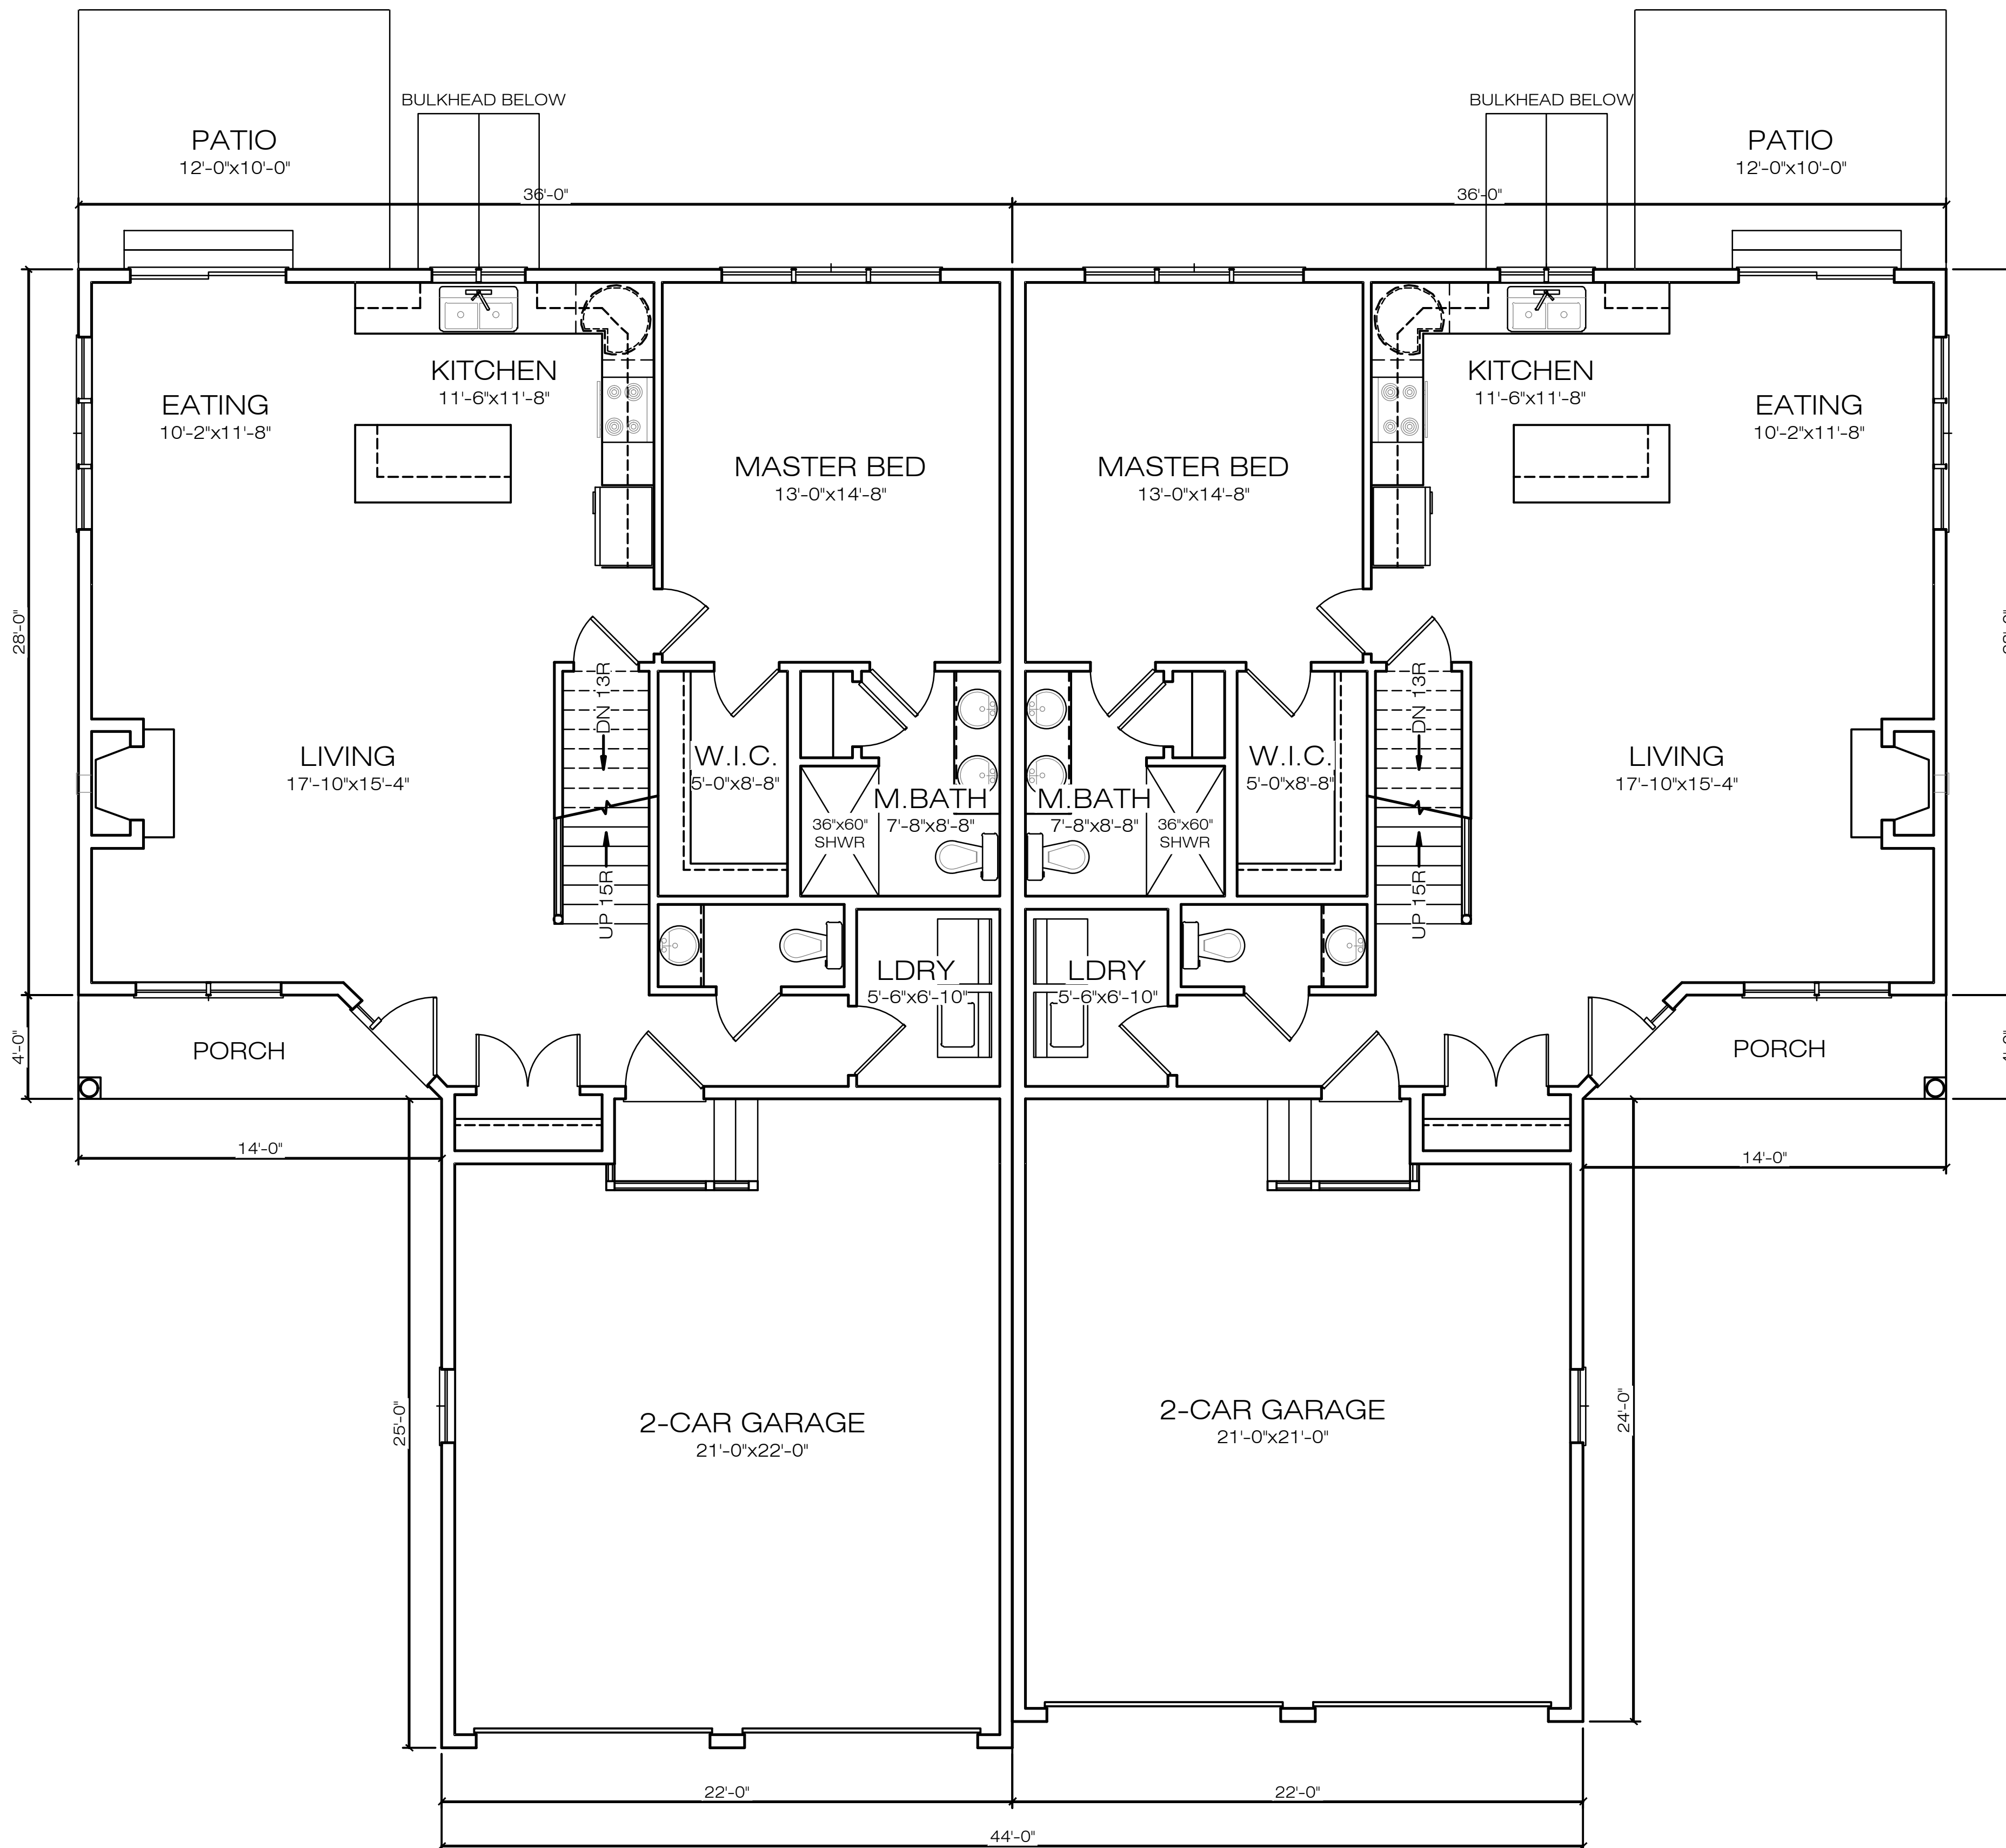 BULKHEAD BELOW
BULKHEAD BELOW
PATIO
12'-0"x10'-0"
PATIO
12'-0"x10'-0"
36'-0"
36'-0"
KITCHEN
11'-6"x11'-8"
KITCHEN
11'-6"x11'-8"
EATING
10'-2"x11'-8"
EATING
10'-2"x11'-8"
MASTER BED
13'-0"x14'-8"
MASTER BED
13'-0"x14'-8"
28'-0"
DN 13R
DN 13R
LIVING
17'-10"x15'-4"
W.I.C.
5'-0"x8'-8"
W.I.C.
5'-0"x8'-8"
LIVING
17'-10"x15'-4"
M.BATH
7'-8"x8'-8"
M.BATH
7'-8"x8'-8"
36"x60"
SHWR
36"x60"
SHWR
UP 15R
UP 15R
LDRY
5'-6"x6'-10"
LDRY
5'-6"x6'-10"
4'-0"
PORCH
PORCH
14'-0"
14'-0"
25'-0"
2-CAR GARAGE
21'-0"x22'-0"
2-CAR GARAGE
21'-0"x21'-0"
24'-0"
22'-0"
22'-0"
44'-0"